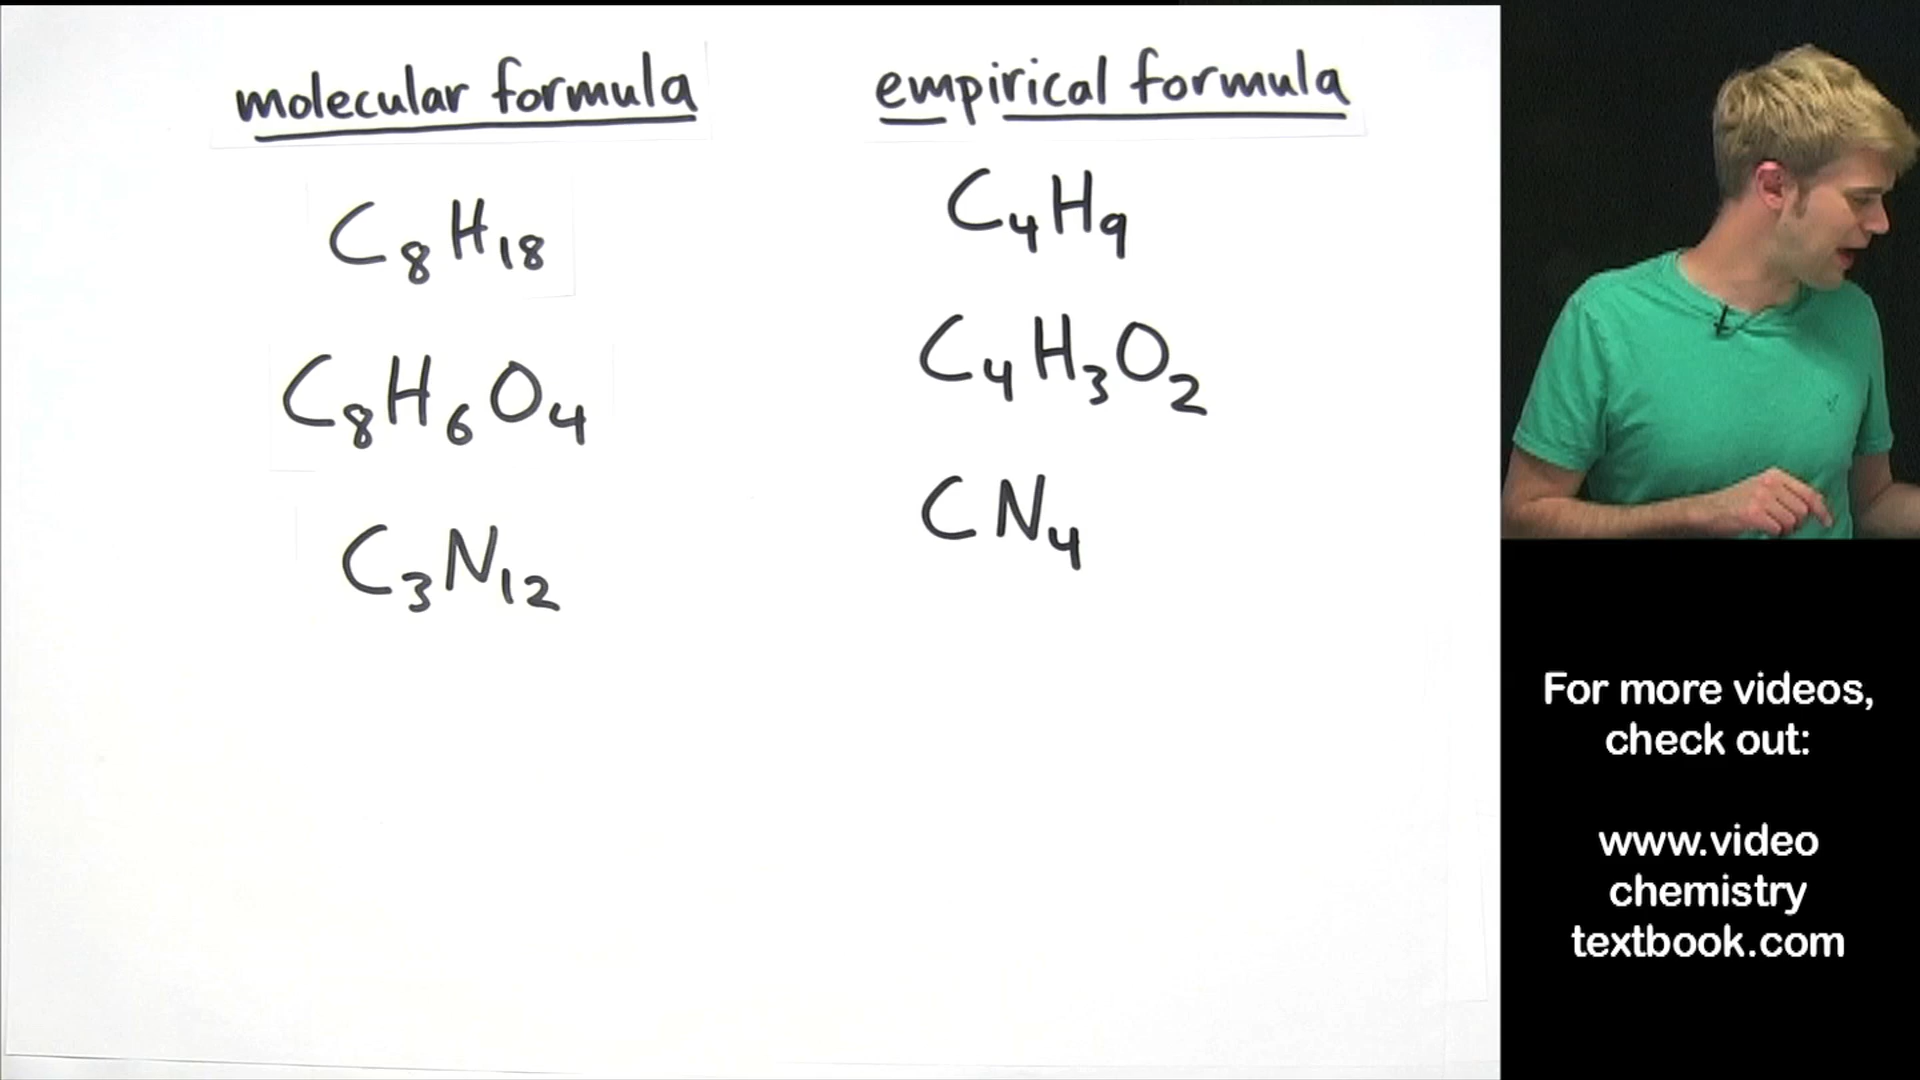 molecular formula
empirical formula
C₈H₁₈
C₄H₉
C₈H₆O₄
C₄H₃O₂
C₃N₁₂
CN₄
For more videos,
check out:
www.video
chemistry
textbook.com